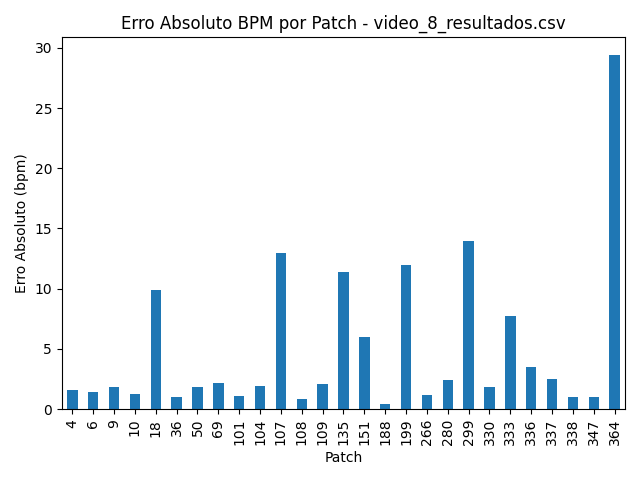 Erro Absoluto BPM por Patch - video_8_resultados.csv
30
25
20
15
10
5
0
Erro Absoluto (bpm)
4 6 9 10 18 36 50 69 101 104 107 108 109 135 151 188 199 266 280 299 330 333 336 337 338 347 364
Patch